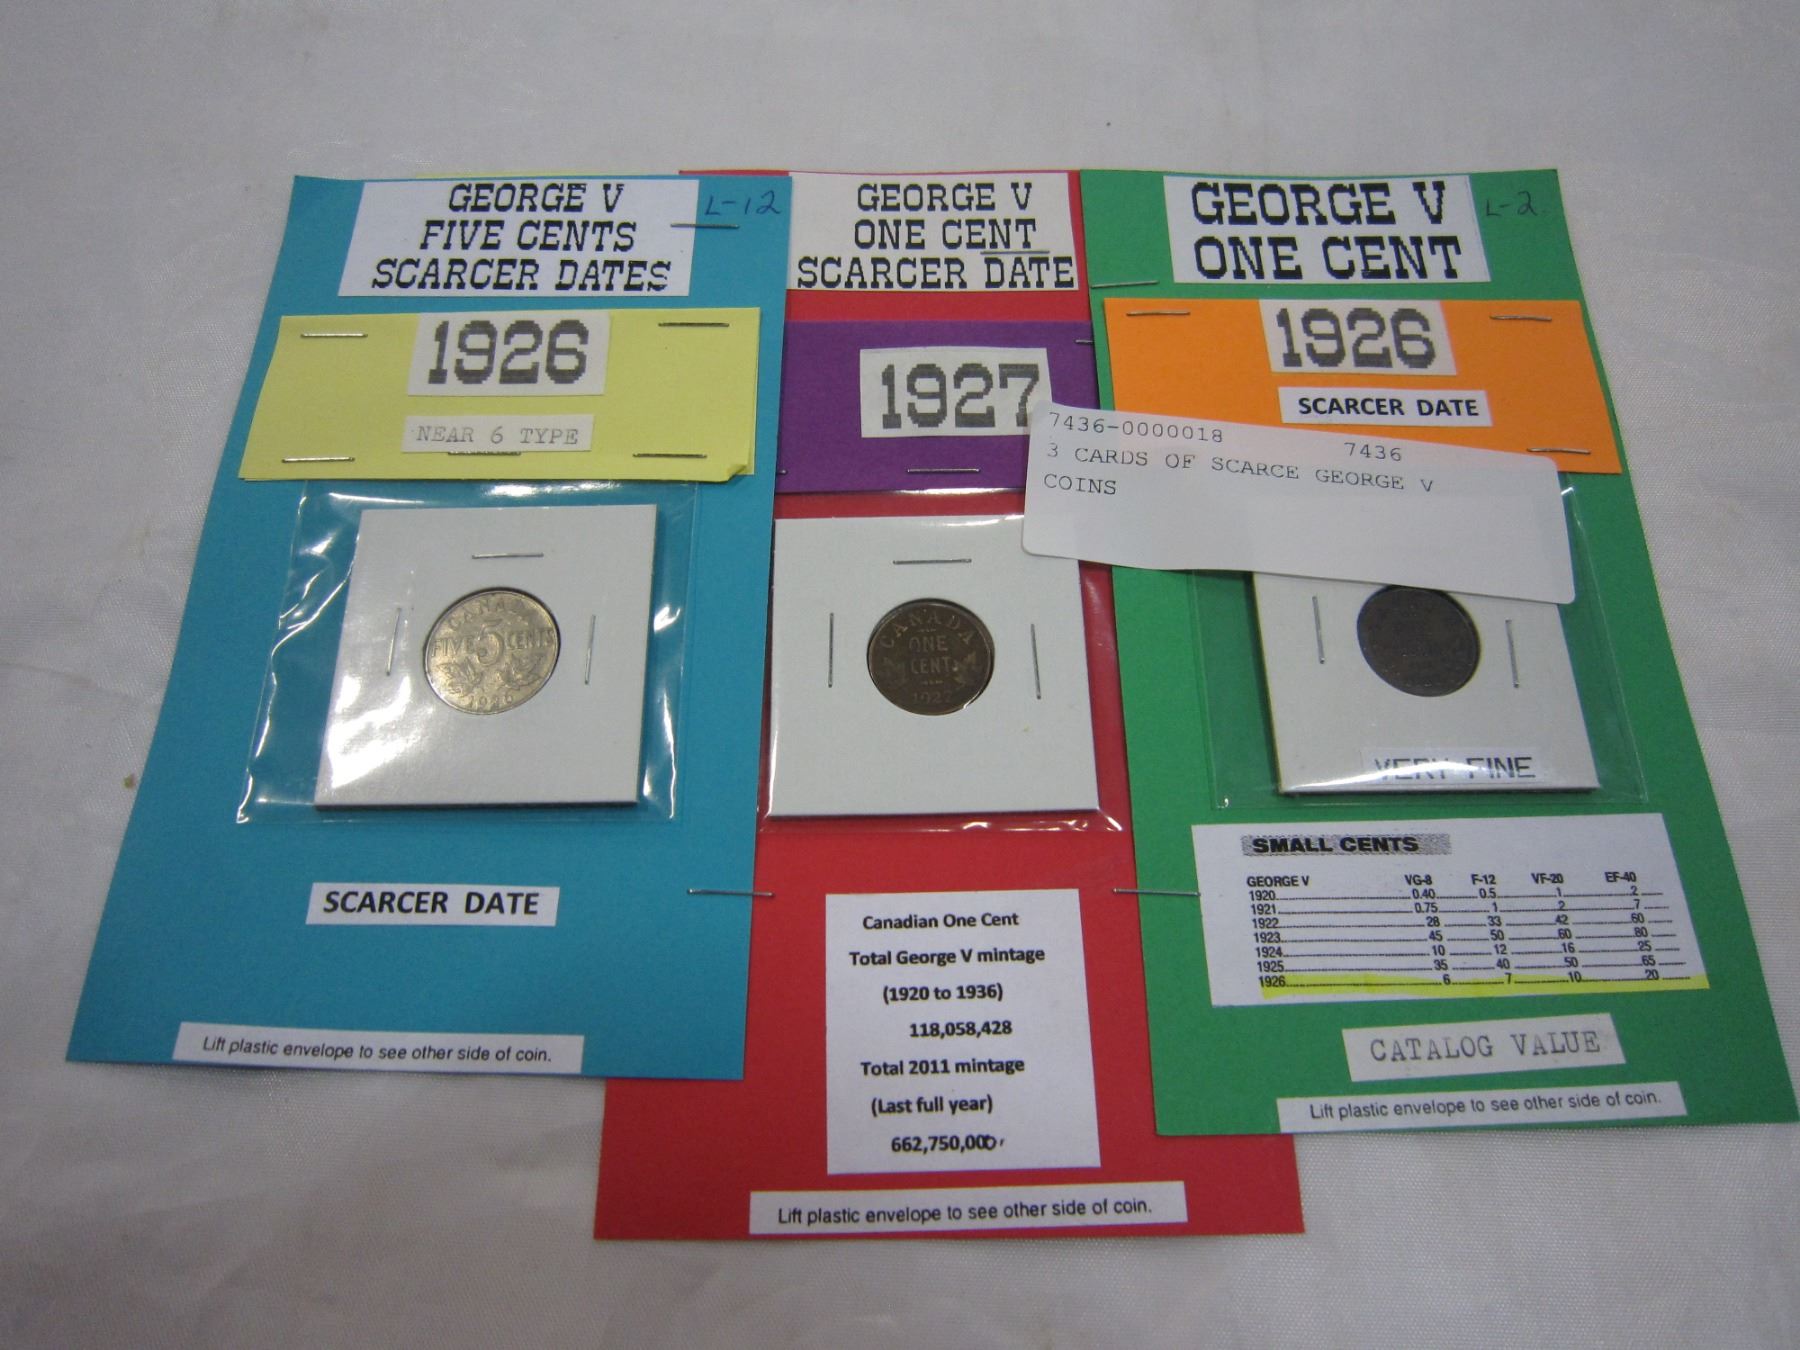 GEORGE V
FIVE CENTS
SCARCER DATES
L-12
1926
NEAR 6 TYPE
CANADA
FIVE 5 CENTS
1926
SCARCER DATE
Lift plastic envelope to see other side of coin.
GEORGE V
ONE CENT
SCARCER DATE
1927
CANADA
ONE
CENT
1927
Canadian One Cent
Total George V mintage
(1920 to 1936)
118,058,428
Total 2011 mintage
(Last full year)
662,750,000
Lift plastic envelope to see other side of coin.
GEORGE V
ONE CENT
L-2
1926
SCARCER DATE
7436-0000018 7436
3 CARDS OF SCARCE GEORGE V
COINS
VERY FINE
SMALL CENTS
GEORGE V VG-8 F-12 VF-20 EF-40
1920 0.40 0.5 1 2
1921 0.75 1 2 7
1922 28 33 42 60
1923 45 50 60 80
1924 10 12 16 25
1925 35 40 50 65
1926 6 7 10 20
CATALOG VALUE
Lift plastic envelope to see other side of coin.